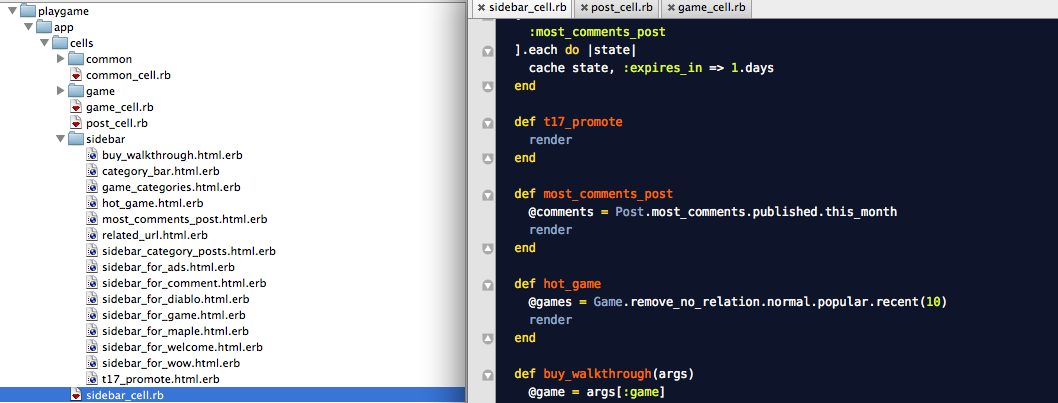 playgame
app
cells
common
common_cell.rb
game
game_cell.rb
post_cell.rb
sidebar
buy_walkthrough.html.erb
category_bar.html.erb
game_categories.html.erb
hot_game.html.erb
most_comments_post.html.erb
related_url.html.erb
sidebar_category_posts.html.erb
sidebar_for_ads.html.erb
sidebar_for_comment.html.erb
sidebar_for_diablo.html.erb
sidebar_for_game.html.erb
sidebar_for_maple.html.erb
sidebar_for_welcome.html.erb
sidebar_for_wow.html.erb
t17_promote.html.erb
sidebar_cell.rb
sidebar_cell.rb post_cell.rb game_cell.rb
:most_comments_post
].each do |state|
cache state, :expires_in => 1.days
end
def t17_promote
render
end
def most_comments_post
@comments = Post.most_comments.published.this_month
render
end
def hot_game
@games = Game.remove_no_relation.normal.popular.recent(10)
render
end
def buy_walkthrough(args)
@game = args[:game]